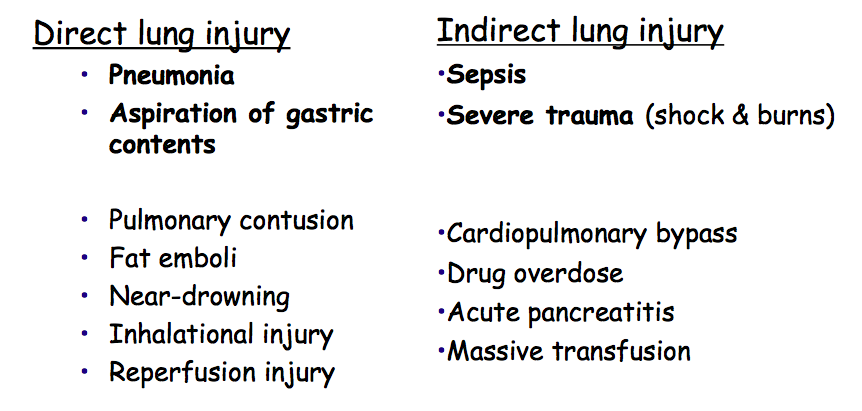 Direct lung injury
• Pneumonia
• Aspiration of gastric
contents
• Pulmonary contusion
• Fat emboli
• Near-drowning
• Inhalational injury
• Reperfusion injury
Indirect lung injury
•Sepsis
•Severe trauma (shock & burns)
•Cardiopulmonary bypass
•Drug overdose
•Acute pancreatitis
•Massive transfusion